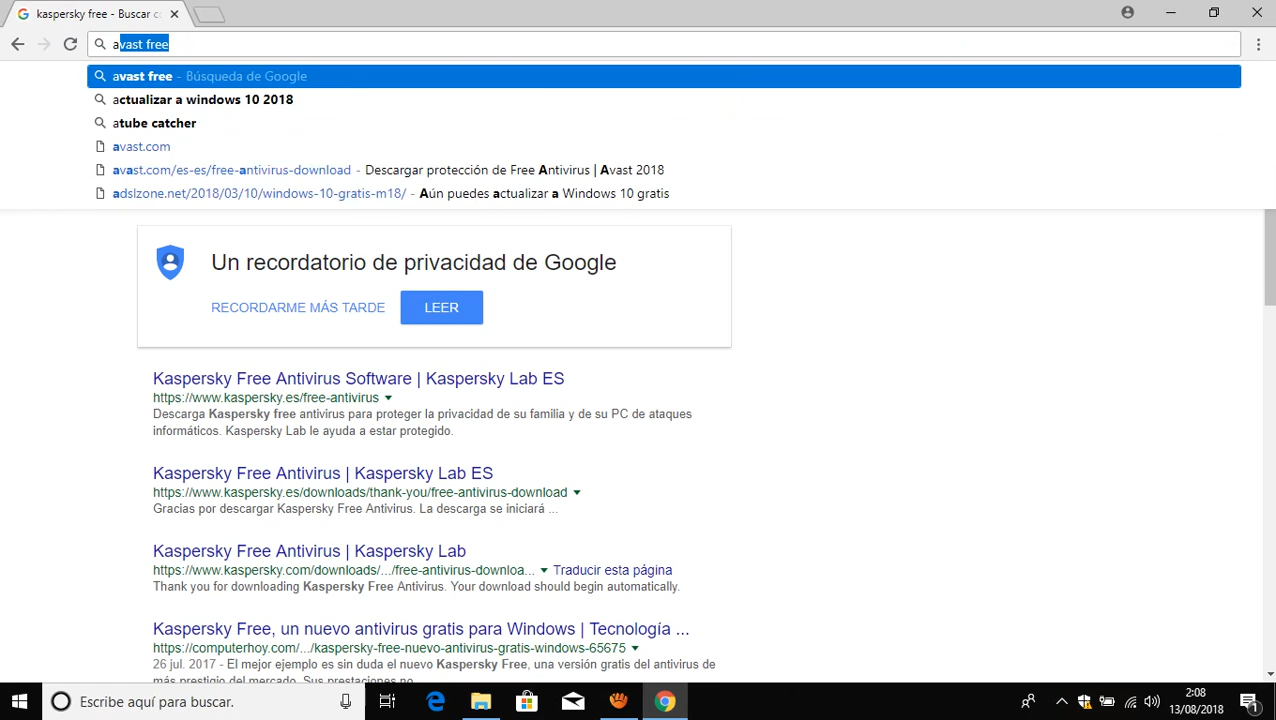 kaspersky free - Buscar co
avast free
avast free - Búsqueda de Google
actualizar a windows 10 2018
atube catcher
avast.com
avast.com/es-es/free-antivirus-download - Descargar protección de Free Antivirus | Avast 2018
adslzone.net/2018/03/10/windows-10-gratis-m18/ - Aún puedes actualizar a Windows 10 gratis
Un recordatorio de privacidad de Google
RECORDARME MÁS TARDE LEER
Kaspersky Free Antivirus Software | Kaspersky Lab ES
https://www.kaspersky.es/free-antivirus
Descarga Kaspersky free antivirus para proteger la privacidad de su familia y de su PC de ataques
informáticos. Kaspersky Lab le ayuda a estar protegido.
Kaspersky Free Antivirus | Kaspersky Lab ES
https://www.kaspersky.es/downloads/thank-you/free-antivirus-download
Gracias por descargar Kaspersky Free Antivirus. La descarga se iniciará ...
Kaspersky Free Antivirus | Kaspersky Lab
https://www.kaspersky.com/downloads/.../free-antivirus-downloa... Traducir esta página
Thank you for downloading Kaspersky Free Antivirus. Your download should begin automatically.
Kaspersky Free, un nuevo antivirus gratis para Windows | Tecnología ...
https://computerhoy.com/.../kaspersky-free-nuevo-antivirus-gratis-windows-65675
26 jul. 2017 - El mejor ejemplo es sin duda el nuevo Kaspersky Free, una versión gratis del antivirus de
más prestigio del mercado. Sus prestaciones no
Escribe aquí para buscar.
2:08
13/08/2018
1